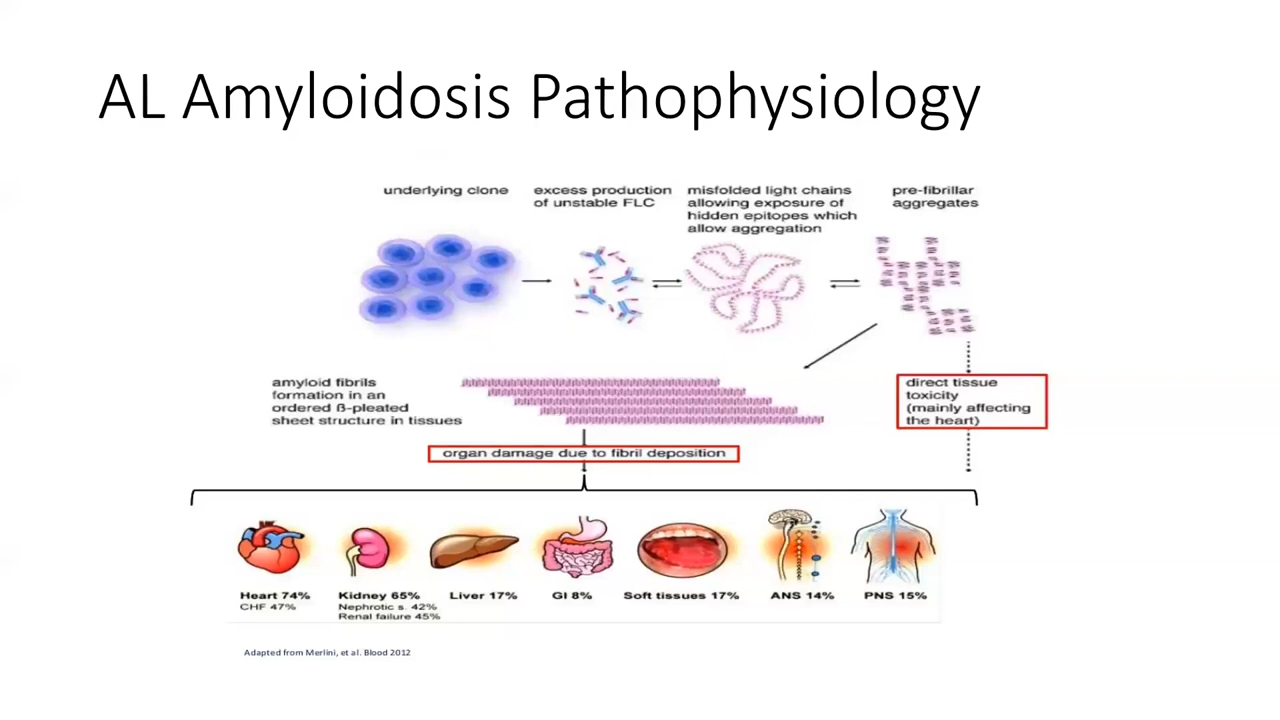 AL Amyloidosis Pathophysiology
underlying clone
excess production
of unstable FLC
misfolded light chains
allowing exposure of
hidden epitopes which
allow aggregation
pre-fibrillar
aggregates
amyloid fibrils
formation in an
ordered ß-pleated
sheet structure in tissues
direct tissue
toxicity
(mainly affecting
the heart)
organ damage due to fibril deposition
Heart 74%
CHF 47%
Kidney 65%
Nephrotic s. 42%
Renal failure 45%
Liver 17%
GI 8%
Soft tissues 17%
ANS 14%
PNS 15%
Adapted from Merlini, et al. Blood 2012